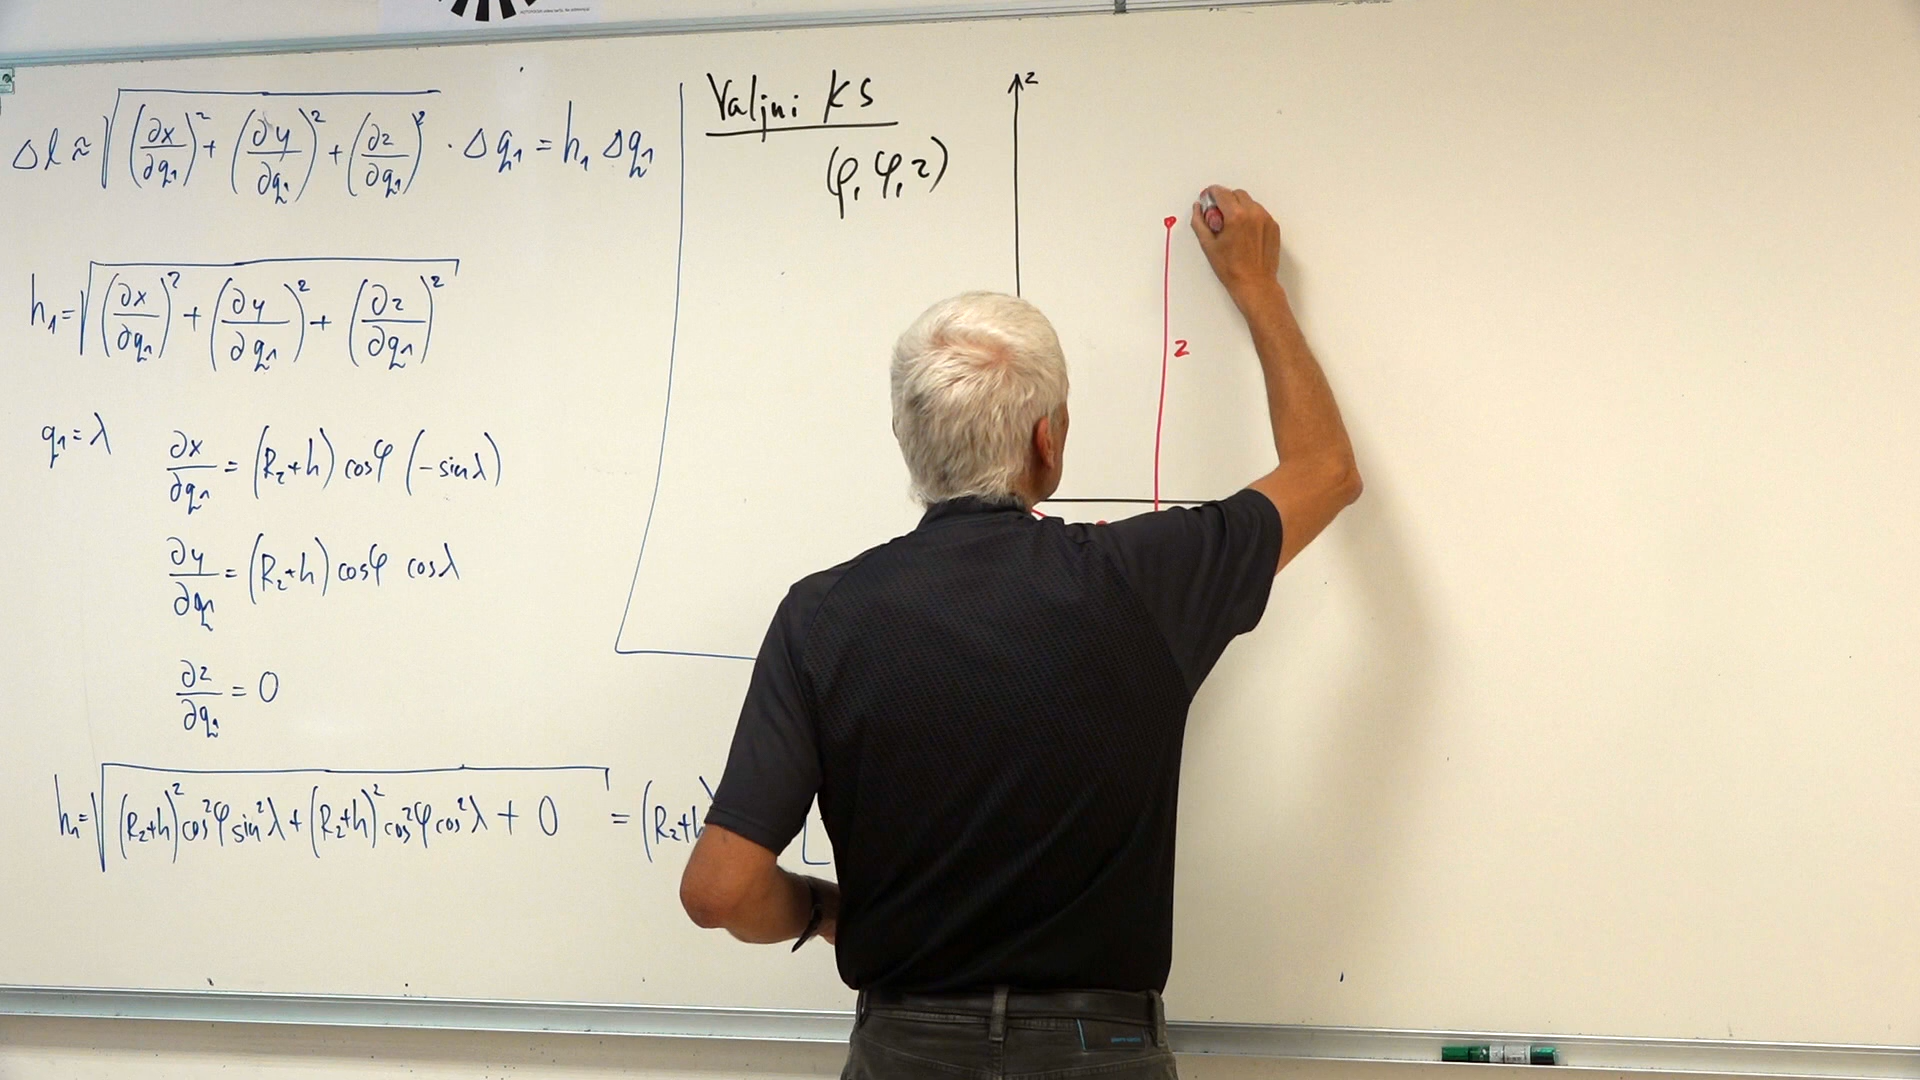 Δl ≈ √((∂x/∂q₁)² + (∂y/∂q₁)² + (∂z/∂q₁)²) · Δq₁ = h₁ Δq₁
h₁ = √((∂x/∂q₁)² + (∂y/∂q₁)² + (∂z/∂q₁)²)
q₁ = λ
∂x/∂q₁ = (R₂+h) cosφ (-sinλ)
∂y/∂q₁ = (R₂+h) cosφ cosλ
∂z/∂q₁ = 0
h₁ = √((R₂+h)² cos²φ sin²λ + (R₂+h)² cos²φ cos²λ + 0) = (R₂+h
Valjni KS
(ρ, φ, z)
z
z